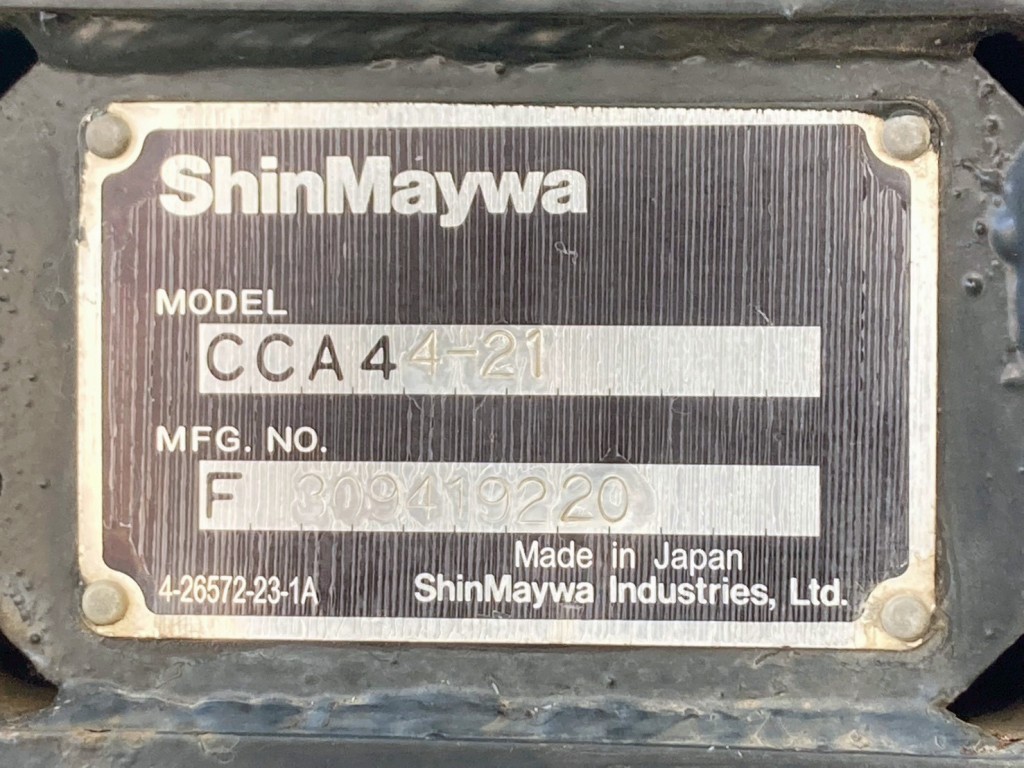 ShinMaywa
MODEL
CCA44-21
MFG. NO.
F 309419220
Made in Japan
4-26572-23-1A ShinMaywa Industries, Ltd.